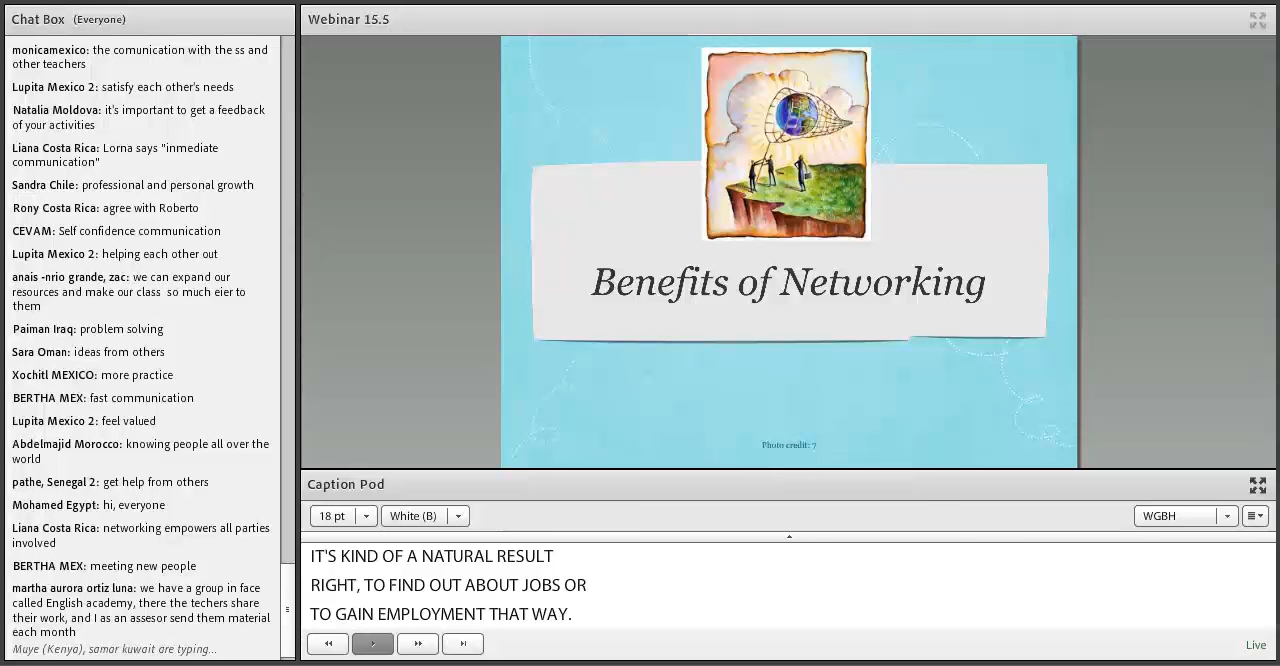 Chat Box (Everyone)
monicamexico: the comunication with the ss and
other teachers
Lupita Mexico 2: satisfy each other's needs
Natalia Moldova: it's important to get a feedback
of your activities
Liana Costa Rica: Lorna says "inmediate
communication"
Sandra Chile: professional and personal growth
Rony Costa Rica: agree with Roberto
CEVAM: Self confidence communication
Lupita Mexico 2: helping each other out
anais -nrio grande, zac: we can expand our
resources and make our class so much eier to
them
Paiman Iraq: problem solving
Sara Oman: ideas from others
Xochitl MEXICO: more practice
BERTHA MEX: fast communication
Lupita Mexico 2: feel valued
Abdelmajid Morocco: knowing people all over the
world
pathe, Senegal 2: get help from others
Mohamed Egypt: hi, everyone
Liana Costa Rica: networking empowers all parties
involved
BERTHA MEX: meeting new people
martha aurora ortiz luna: we have a group in face
called English academy, there the techers share
their work, and I as an assesor send them material
each month
Muye (Kenya), samar kuwait are typing...
Webinar 15.5
Benefits of Networking
Photo credit: 7
Caption Pod
18 pt
White (B)
WGBH
IT'S KIND OF A NATURAL RESULT
RIGHT, TO FIND OUT ABOUT JOBS OR
TO GAIN EMPLOYMENT THAT WAY.
Live